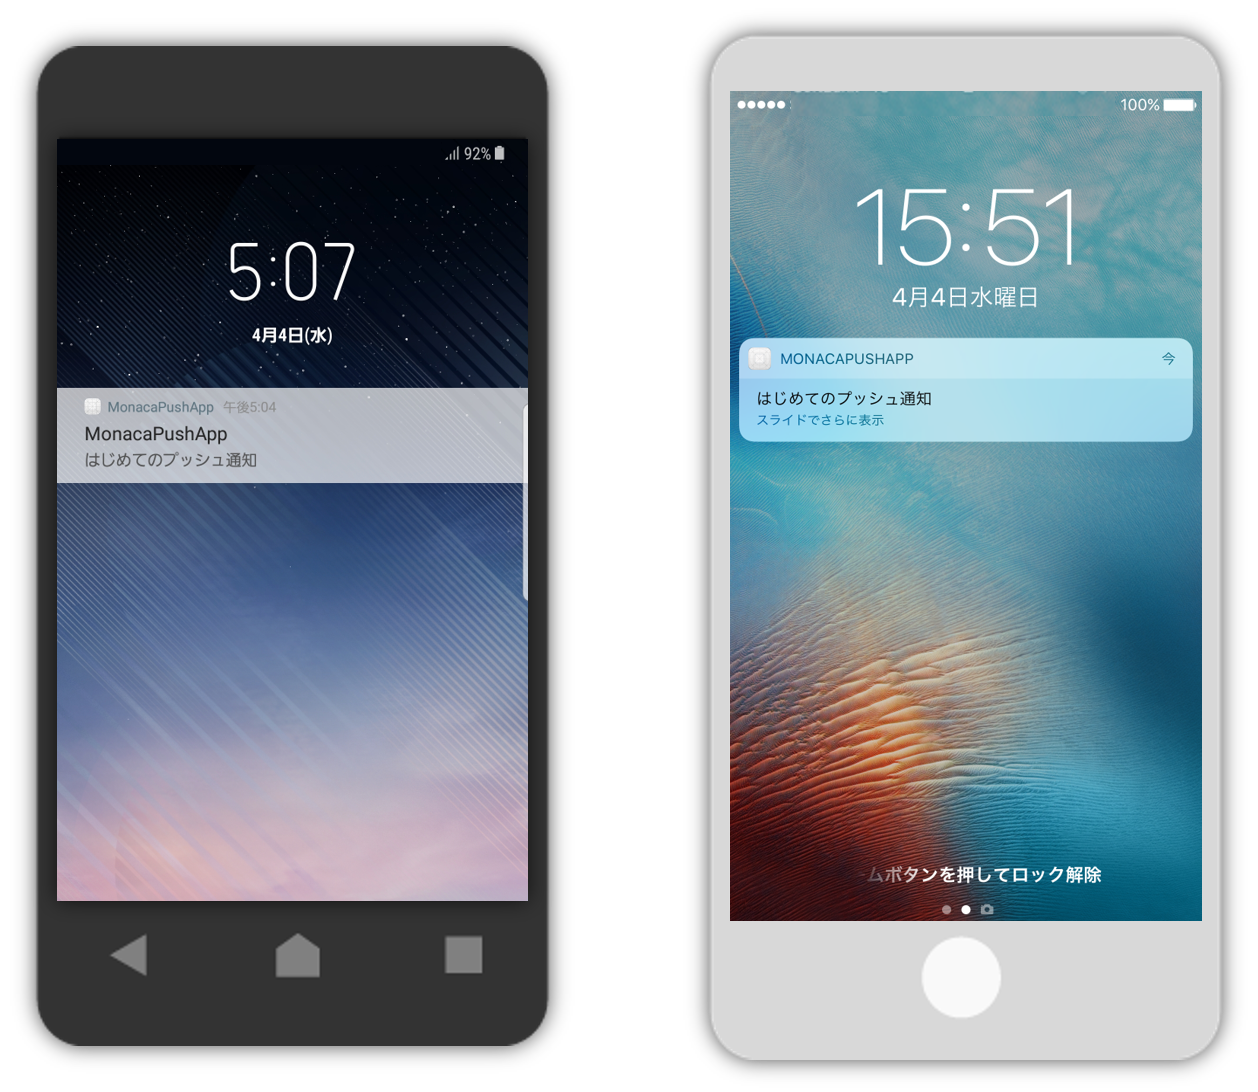 92%
5:07
4月4日(水)
MonacaPushApp 午後5:04
MonacaPushApp
はじめてのプッシュ通知
100%
15:51
4月4日水曜日
MONACAPUSHAPP 今
はじめてのプッシュ通知
スライドでさらに表示
ムボタンを押してロック解除